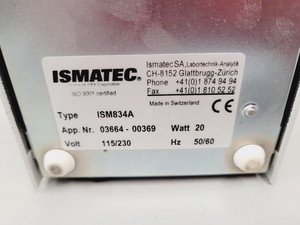 ISMATEC®
ISO 9001 certified
Ismatec SA, Labortechnik-Analytik
CH-8152 Glattbrugg-Zürich
Phone +41(0)1 874 94 94
Fax +41(0)1 810 52 52
Made in Switzerland
Type ISM834A
App. Nr. 03664 - 00369 Watt 20
Volt 115/230 Hz 50/60